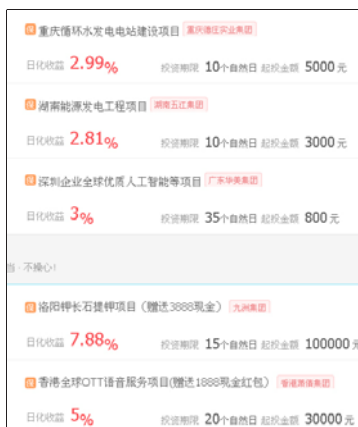 保 重庆循环水发电电站建设项目 重庆德庄实业集团
日化收益 2.99% 投资期限 10个自然日 起投金额 5000 元
保 湖南能源发电工程项目 湖南五江集团
日化收益 2.81% 投资期限 10个自然日 起投金额 3000 元
保 深圳企业全球优质人工智能等项目 广东华美集团
日化收益 3% 投资期限 35个自然日 起投金额 800 元
当 · 不操心!
保 洛阳钾长石提钾项目（赠送3888现金） 九洲集团
日化收益 7.88% 投资期限 15个自然日 起投金额 100000 元
保 香港全球OTT语音服务项目(赠送1888现金红包)
日化收益 5% 投资期限 20个自然日 起投金额 30000 元